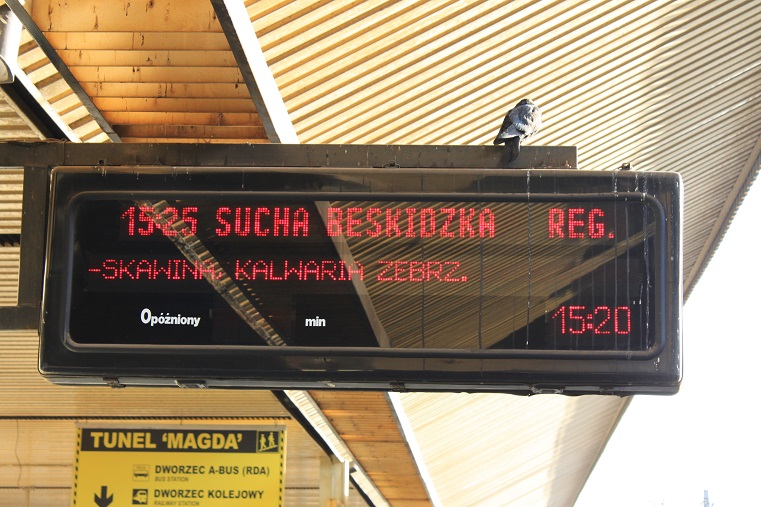 15:25 SUCHA BESKIDZKA REG.
-SKAWINA, KALWARIA ZEBRZ.
Opóźniony min 15:20
TUNEL 'MAGDA'
DWORZEC A-BUS (RDA)
BUS STATION
DWORZEC KOLEJOWY
RAILWAY STATION